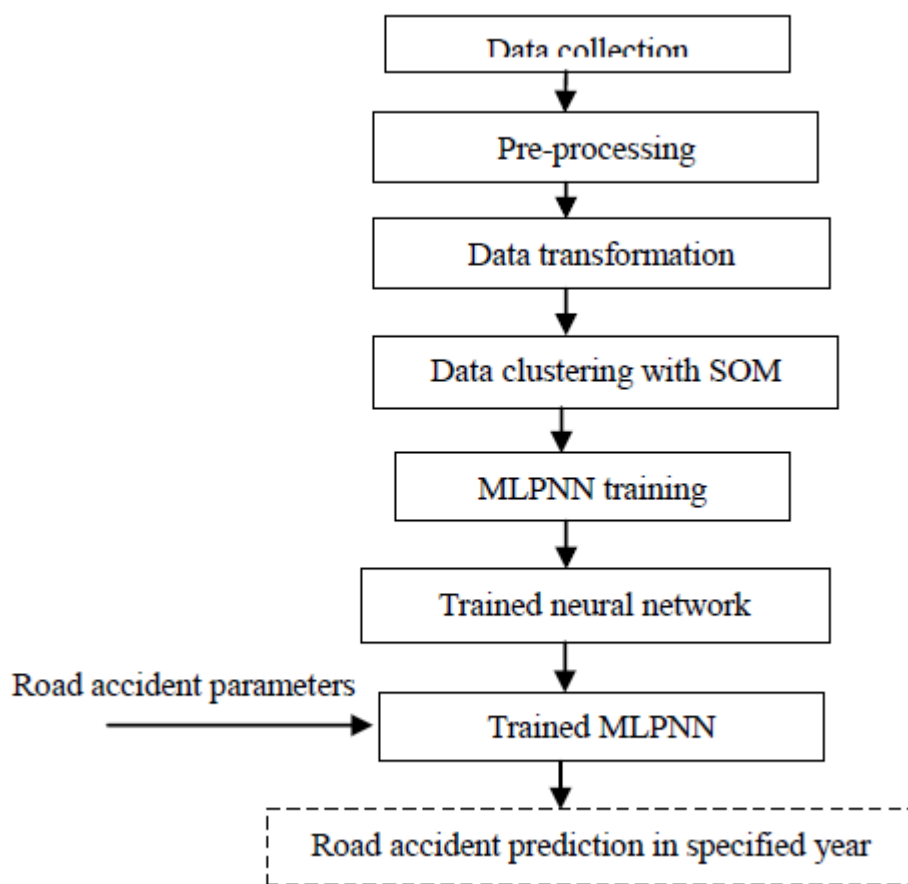 Data collection
Pre-processing
Data transformation
Data clustering with SOM
MLPNN training
Trained neural network
Road accident parameters
Trained MLPNN
Road accident prediction in specified year